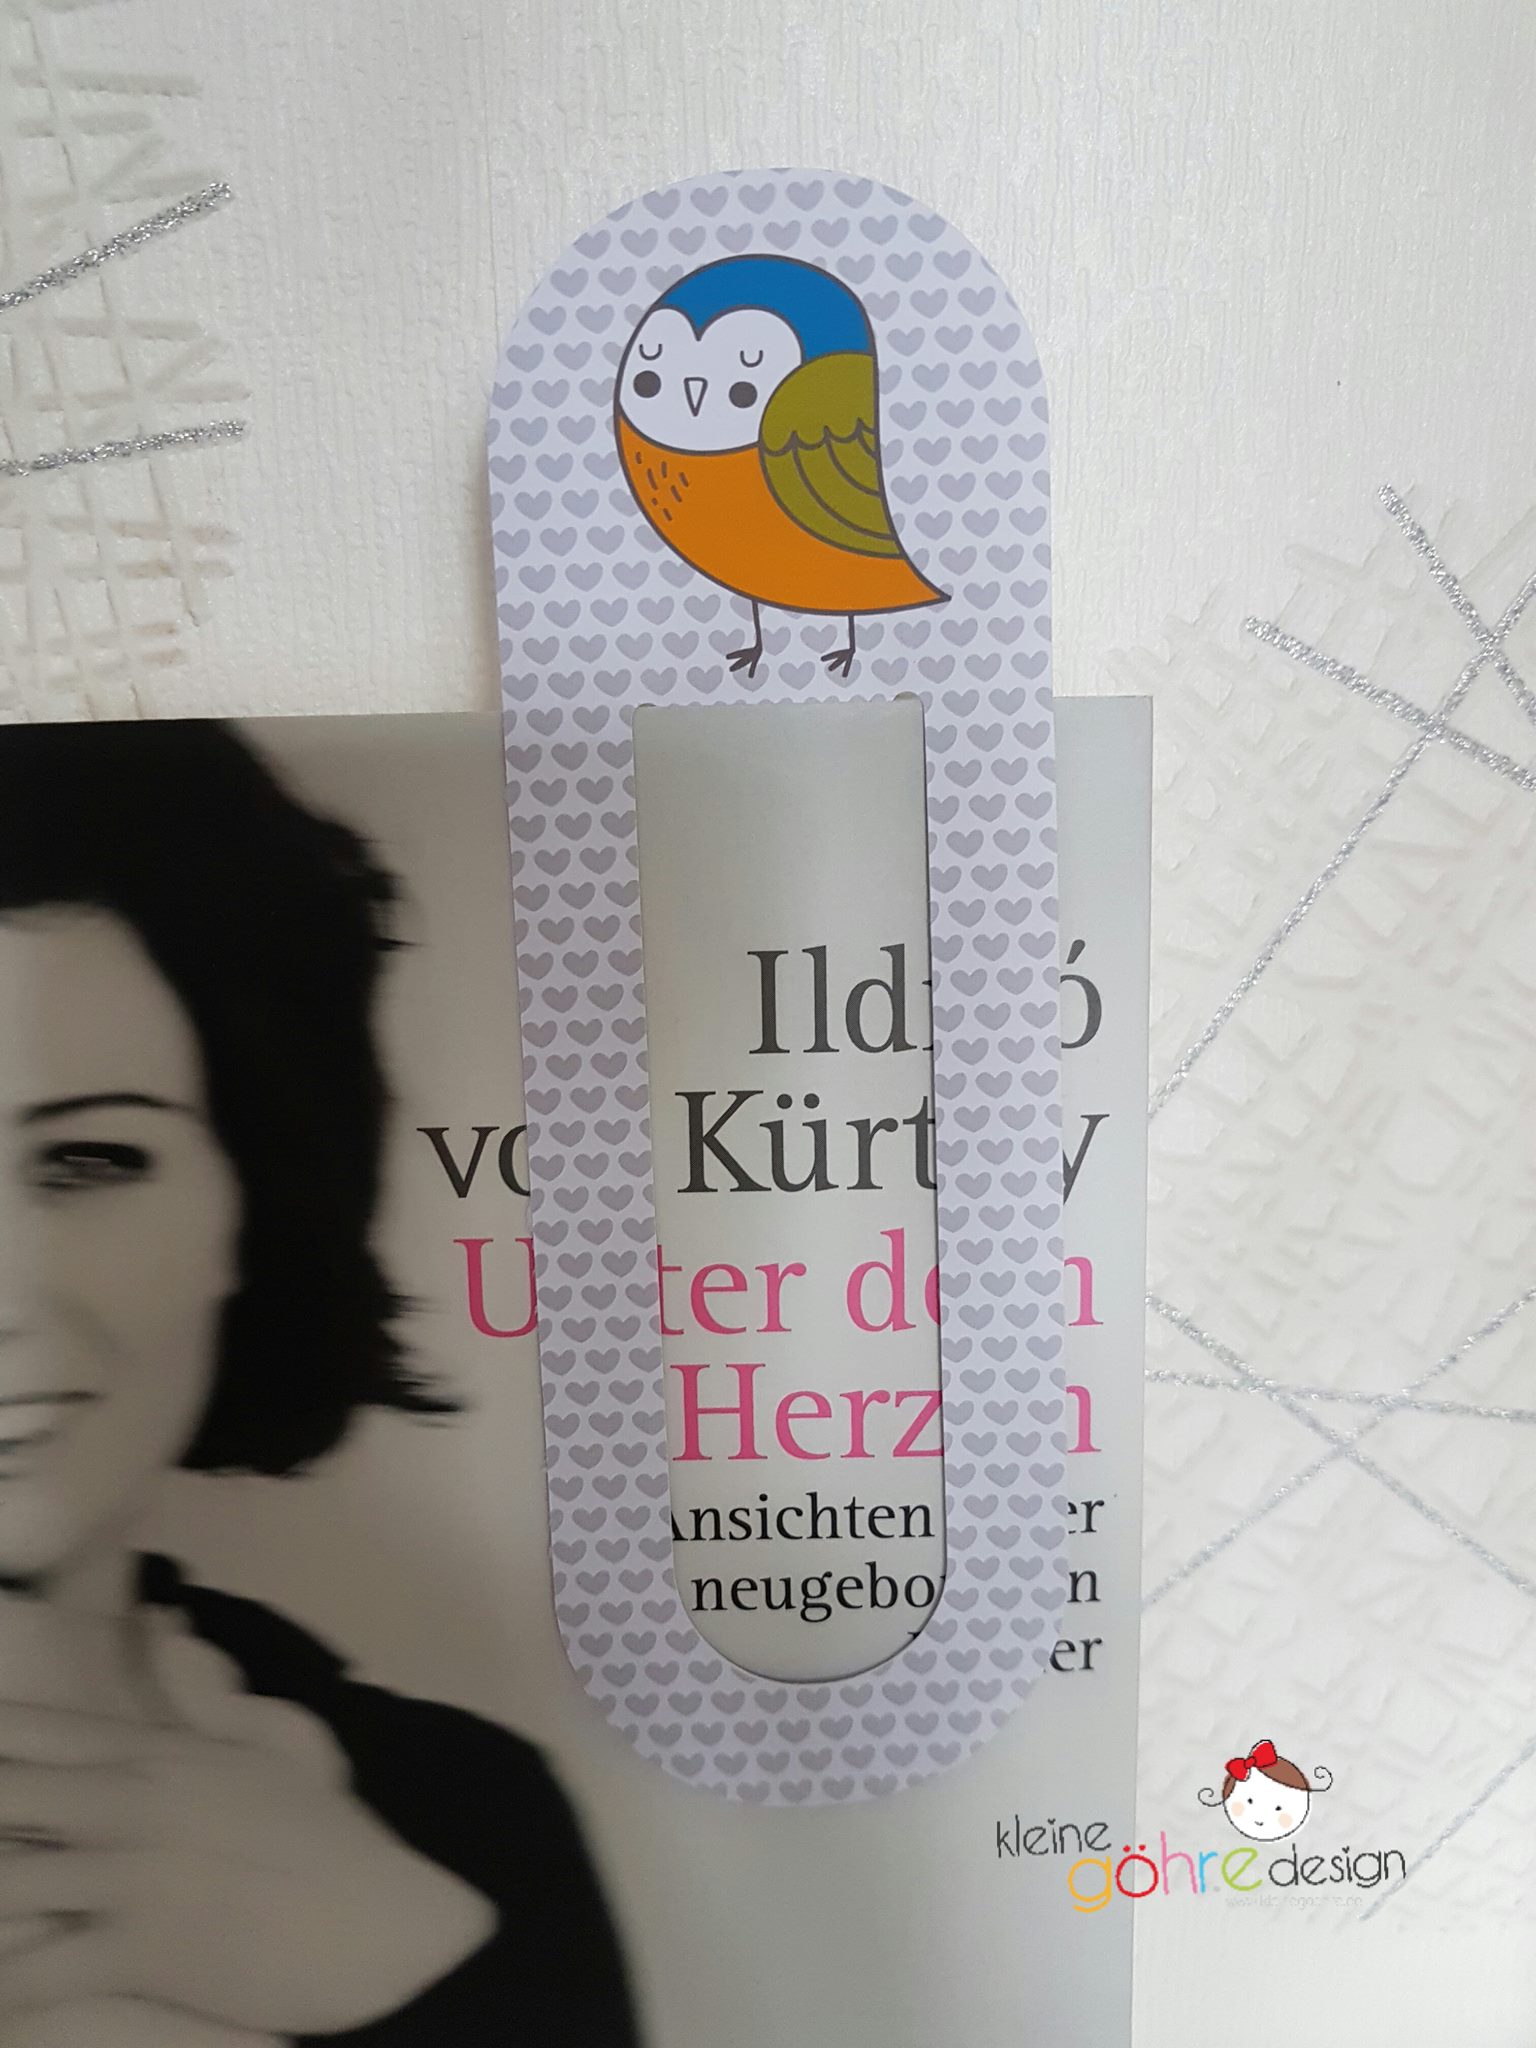 Ild ó
vo Kürt y
U ter de n
Herz n
Ansichten er
neugebo n
er
kleine
göhre design